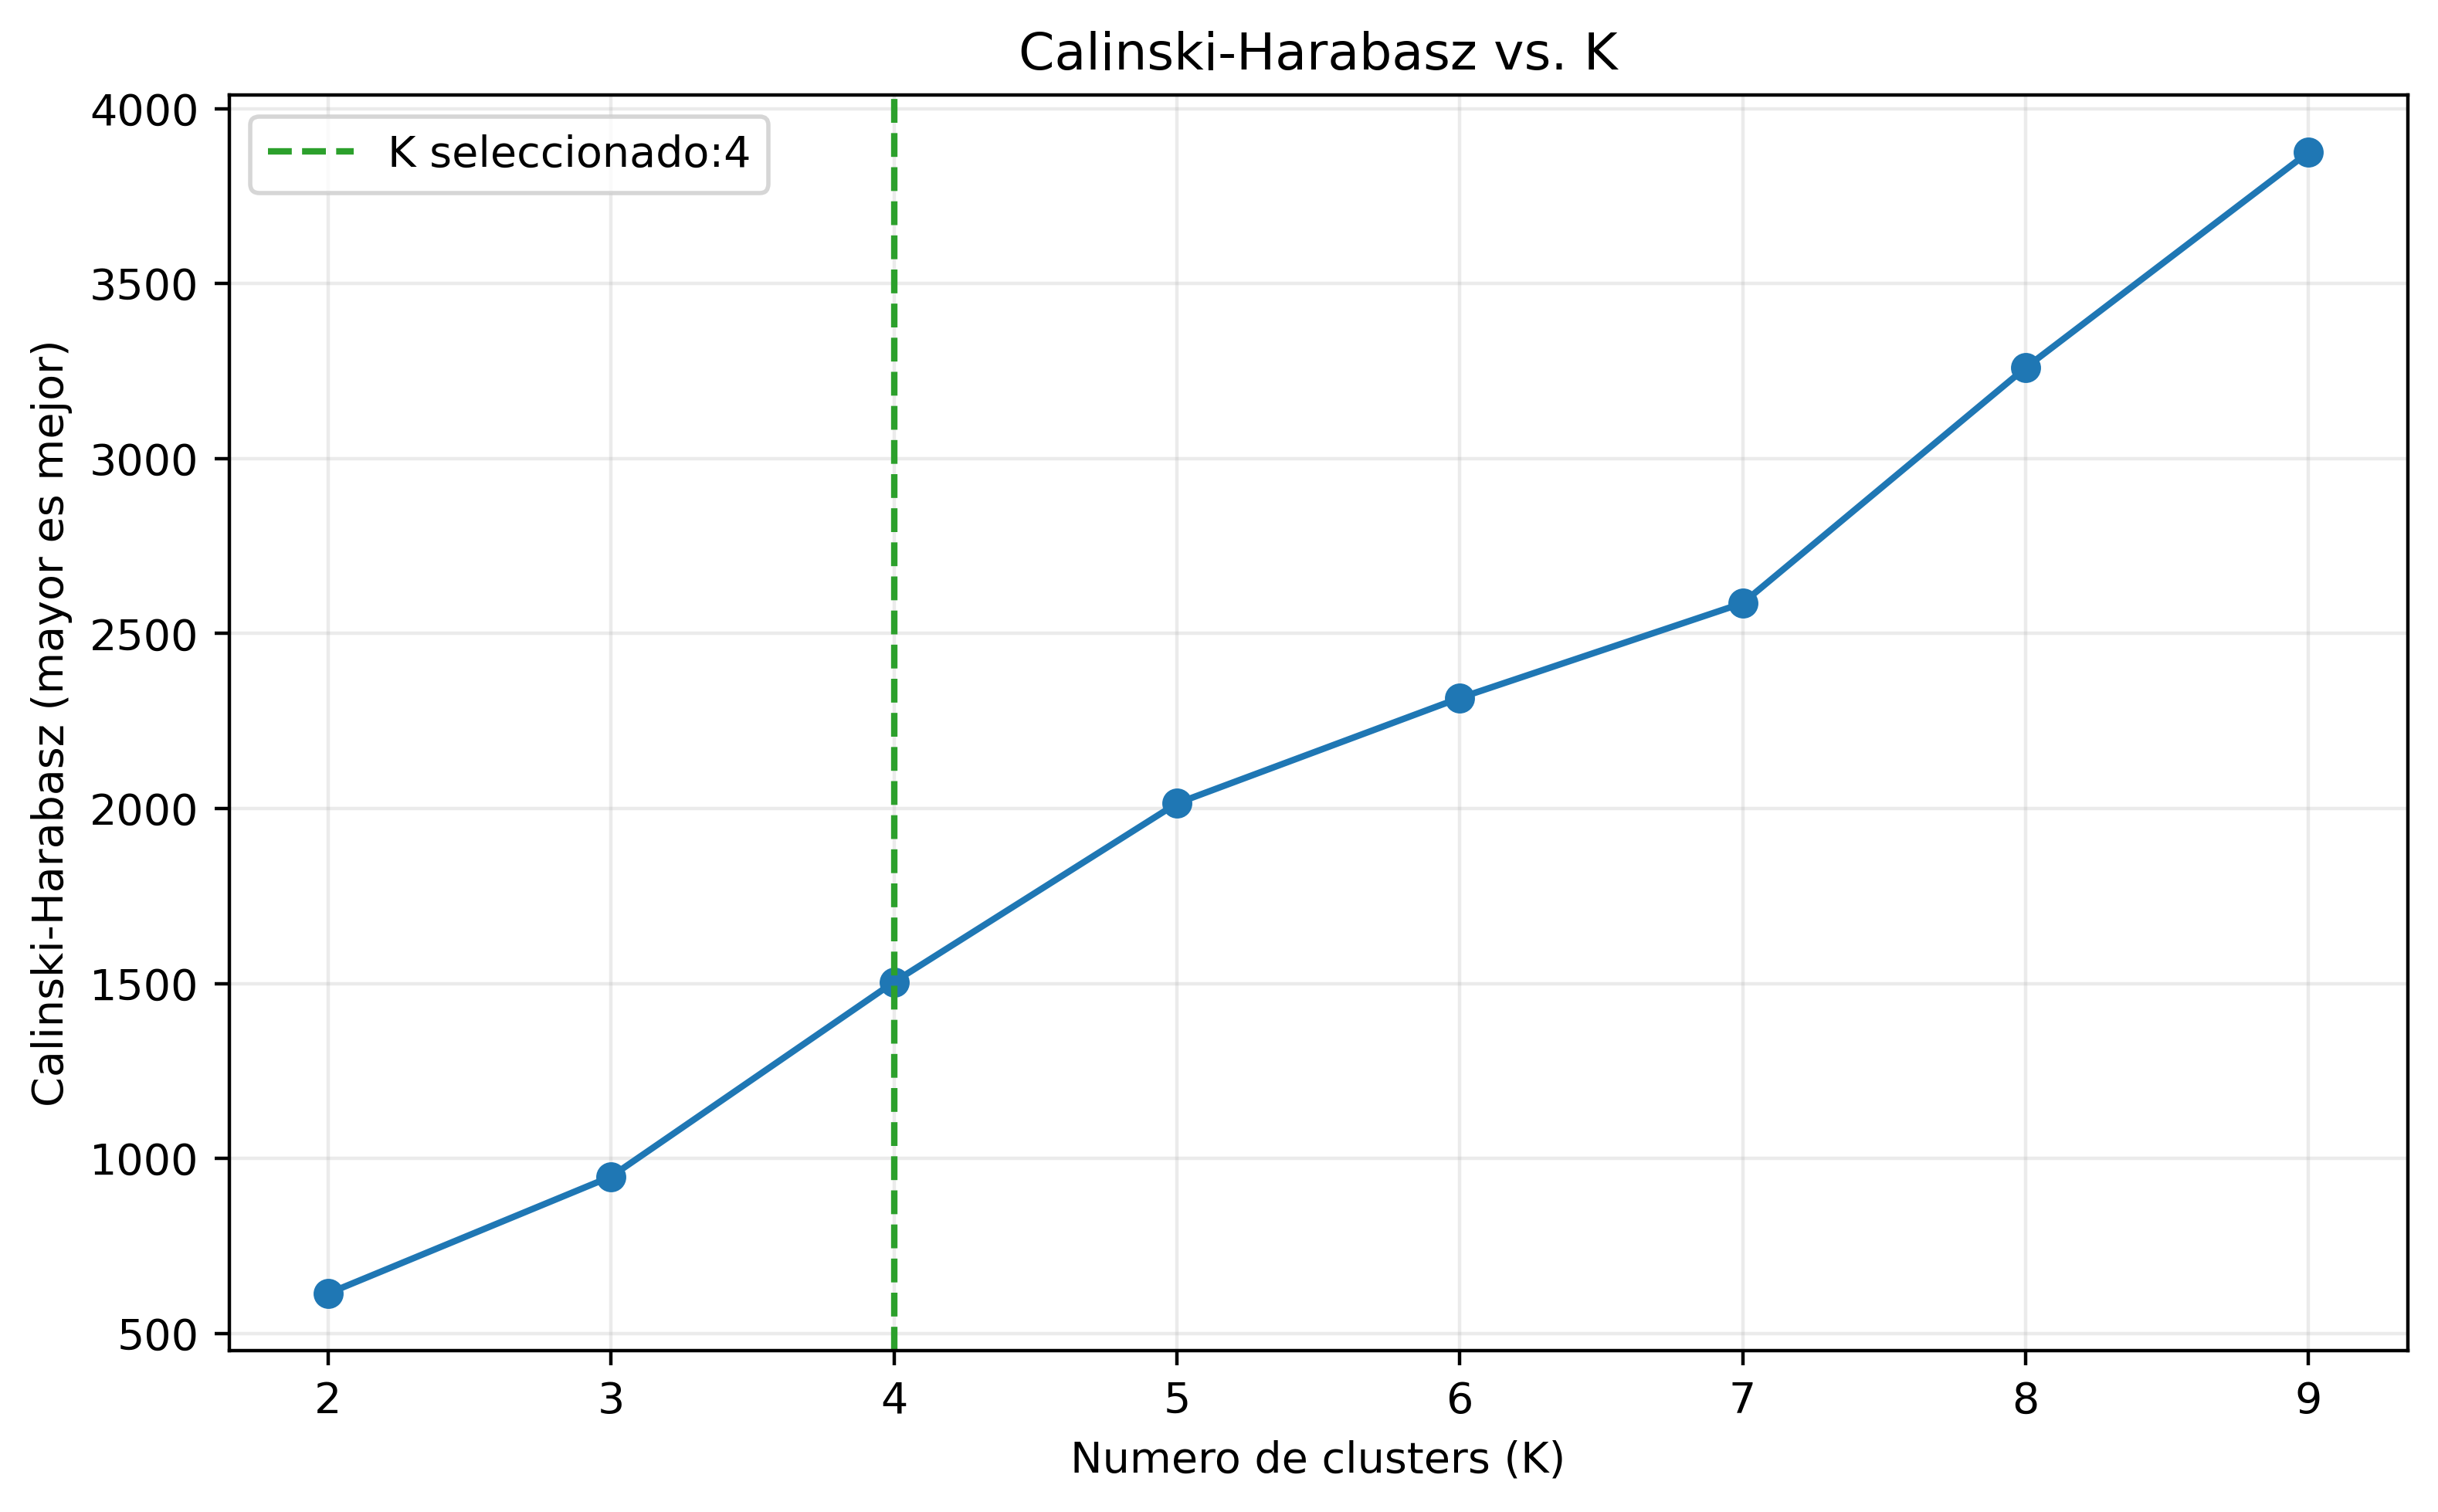 Calinski-Harabasz vs. K
K seleccionado:4
Calinski-Harabasz (mayor es mejor)
4000
3500
3000
2500
2000
1500
1000
500
2 3 4 5 6 7 8 9
Numero de clusters (K)